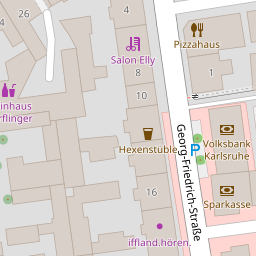 26
4
Pizzahaus
Salon Elly
8
1
10
inhaus
rflinger
Georg-Friedrich-Straße
P
Volksbank
Karlsruhe
Hexenstüble
16
Sparkasse
iffland.hören.